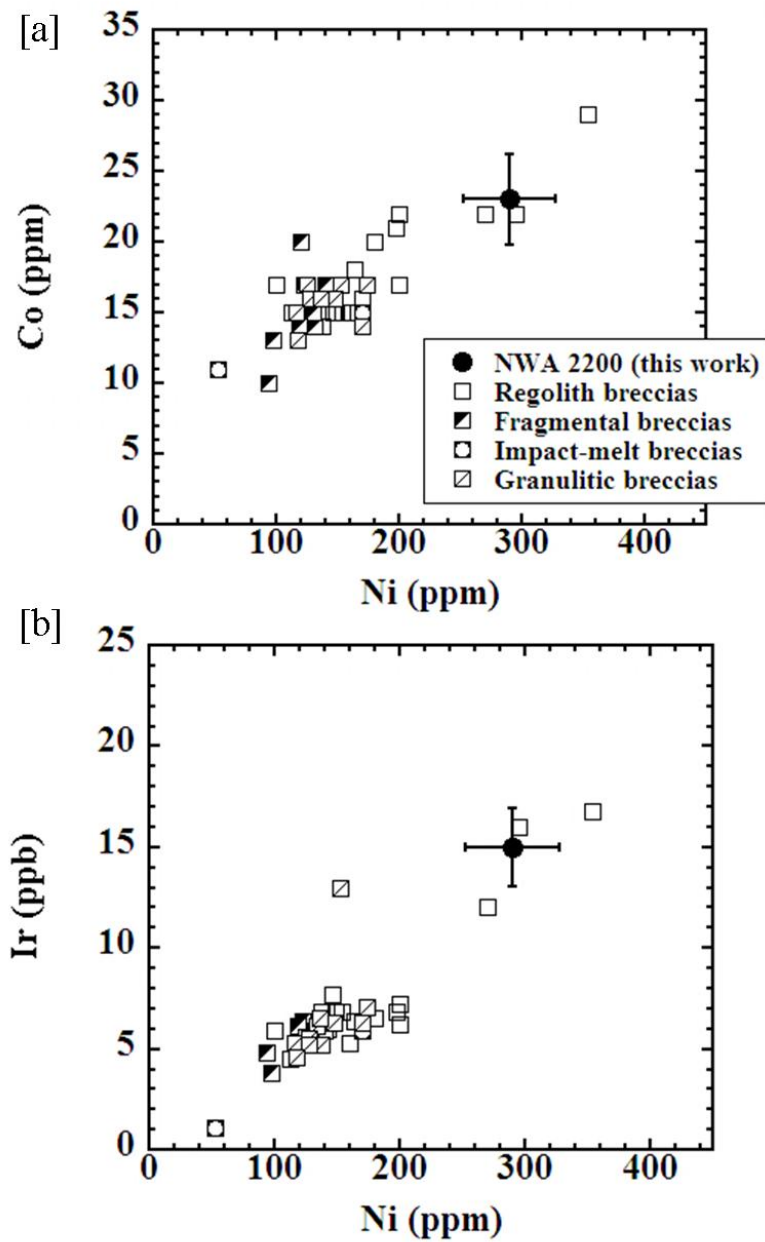 [a]
35
30
25
20
15
10
5
0
Co (ppm)
NWA 2200 (this work)
Regolith breccias
Fragmental breccias
Impact-melt breccias
Granulitic breccias
0 100 200 300 400
Ni (ppm)
[b]
25
20
15
10
5
0
Ir (ppb)
0 100 200 300 400
Ni (ppm)